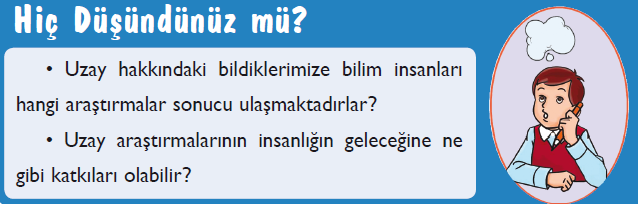 Hiç Düşündünüz mü?
• Uzay hakkındaki bildiklerimize bilim insanları
hangi araştırmalar sonucu ulaşmaktadırlar?
• Uzay araştırmalarının insanlığın geleceğine ne
gibi katkıları olabilir?